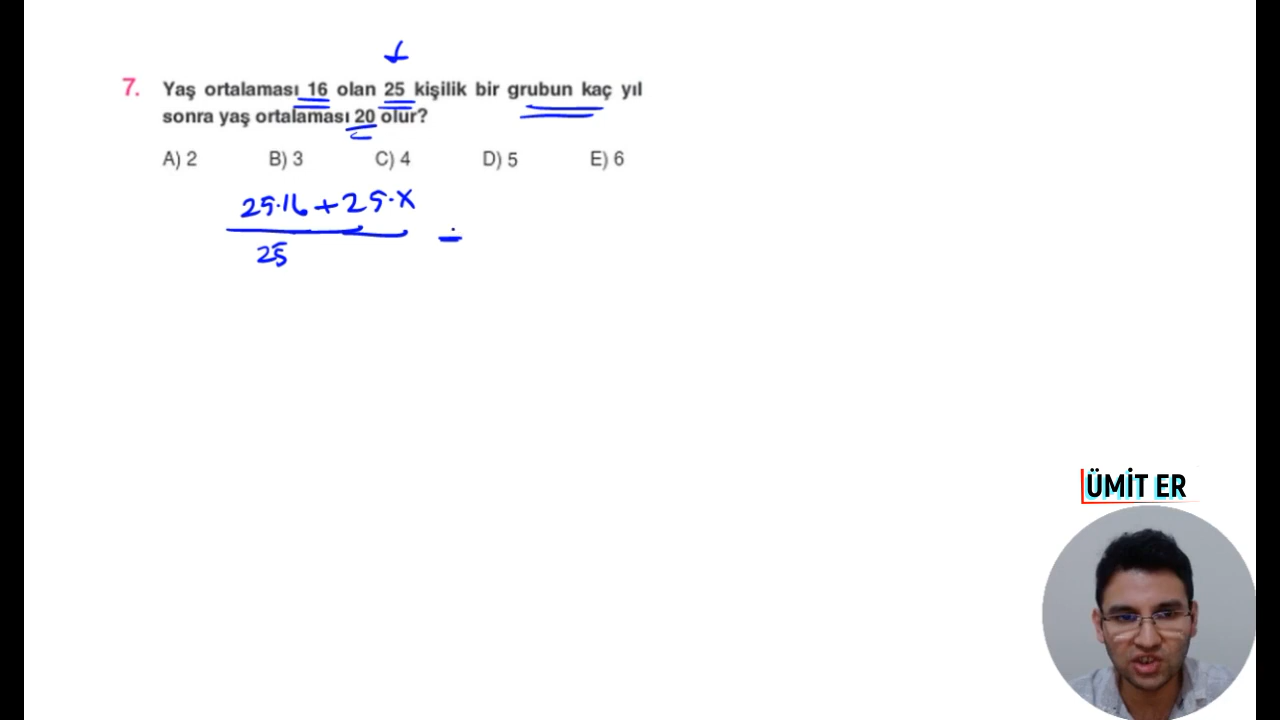 7. Yaş ortalaması 16 olan 25 kişilik bir grubun kaç yıl
sonra yaş ortalaması 20 olur?
A) 2 B) 3 C) 4 D) 5 E) 6
25·16 + 25·x
25
=
ÜMİT ER